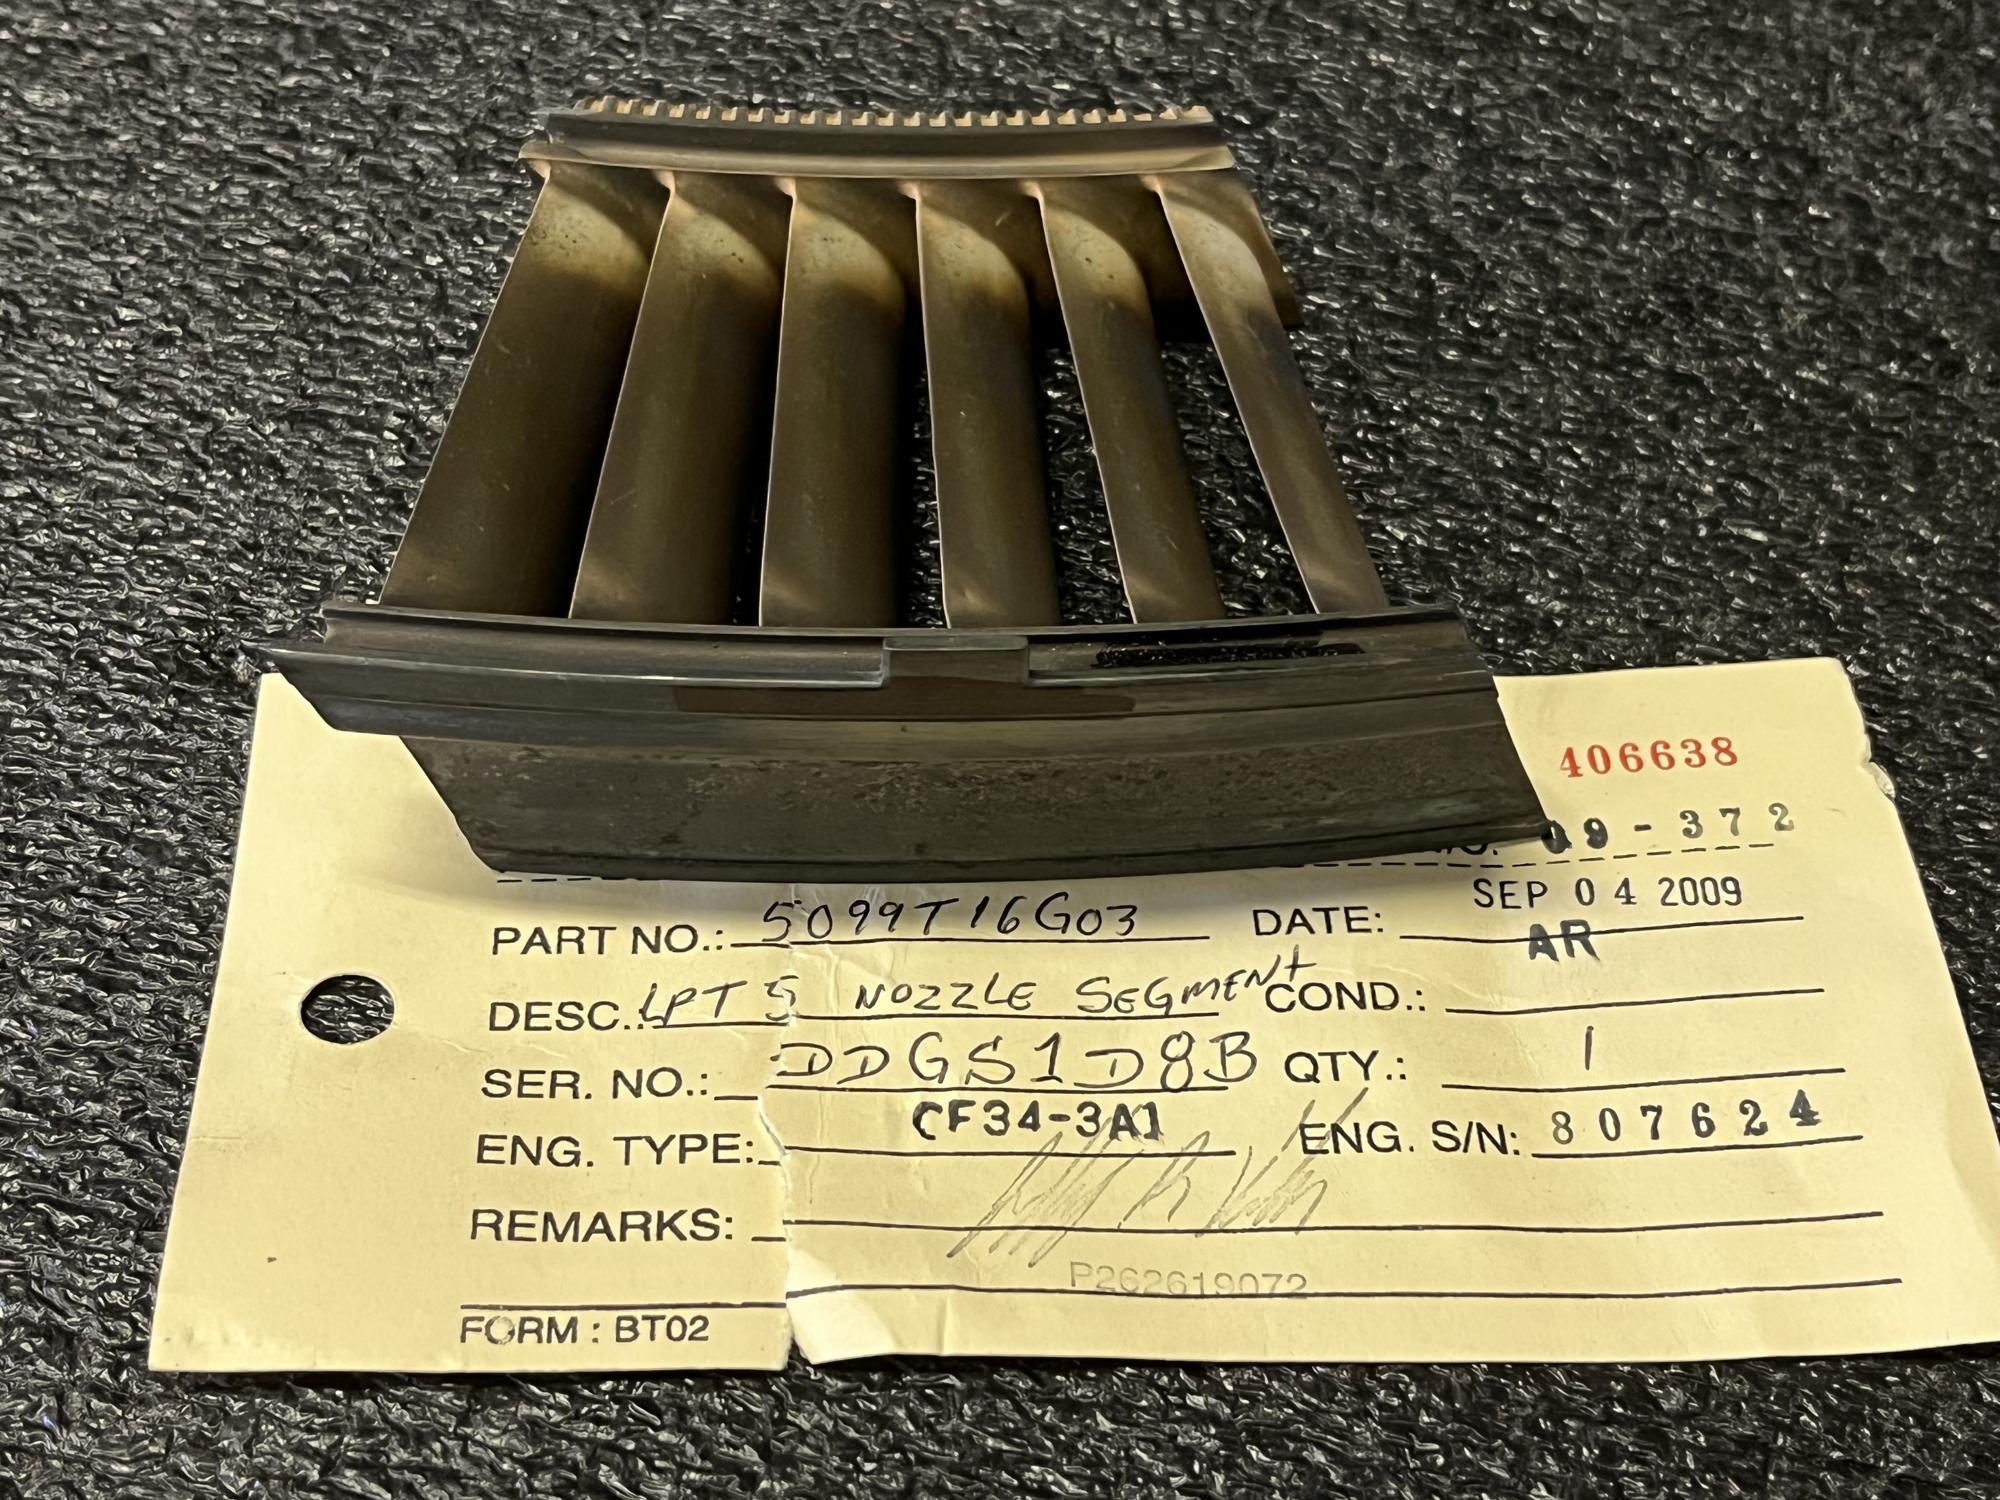 406638
09-372
PART NO.: 5099T16G03 DATE: SEP 04 2009
DESC.: LPT 5 NOZZLE SEGMENT COND.: AR
SER. NO.: DDGS1D8B QTY.: 1
ENG. TYPE: CF34-3A1 ENG. S/N: 807624
REMARKS:
P262619072
FORM: BT02